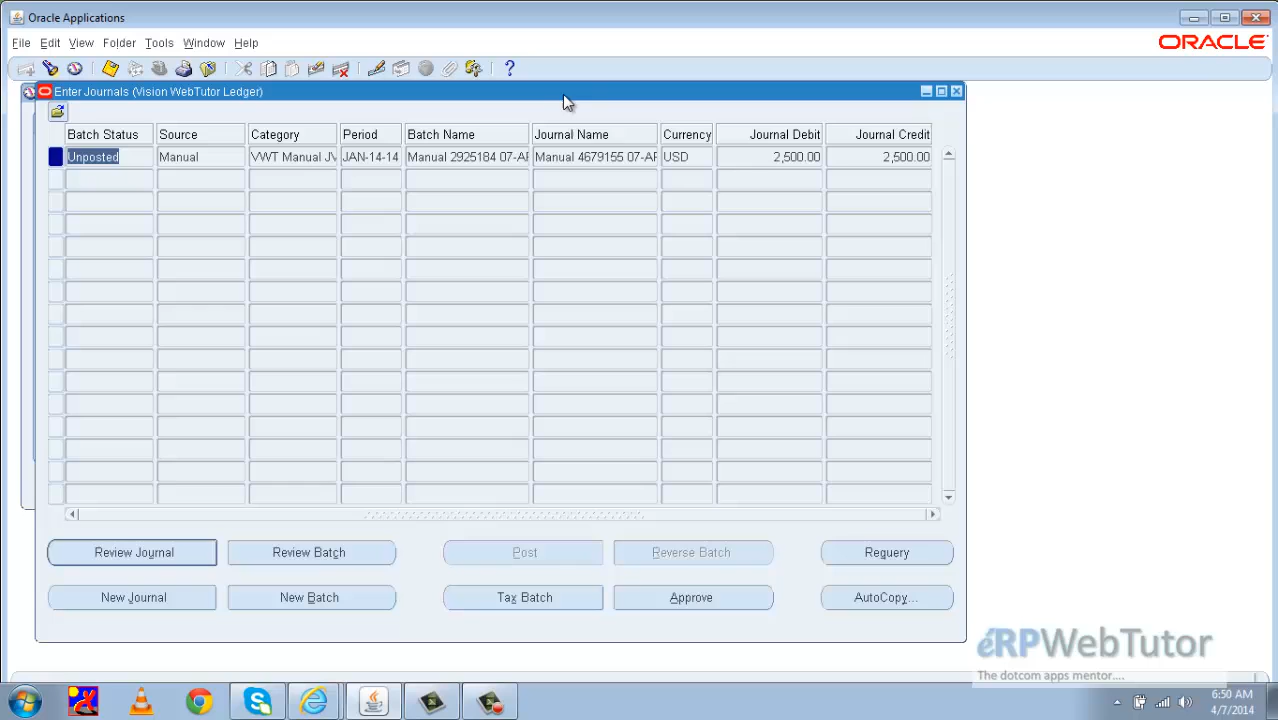 Oracle Applications
File Edit View Folder Tools Window Help
ORACLE
Enter Journals (Vision WebTutor Ledger)
Batch Status Source Category Period Batch Name Journal Name Currency Journal Debit Journal Credit
Unposted Manual VWT Manual JV JAN-14-14 Manual 2925184 07-AP Manual 4679155 07-AP USD 2,500.00 2,500.00
Review Journal Review Batch Post Reverse Batch Requery
New Journal New Batch Tax Batch Approve AutoCopy...
eRPWebTutor
The dotcom apps mentor....
6:50 AM
4/7/2014